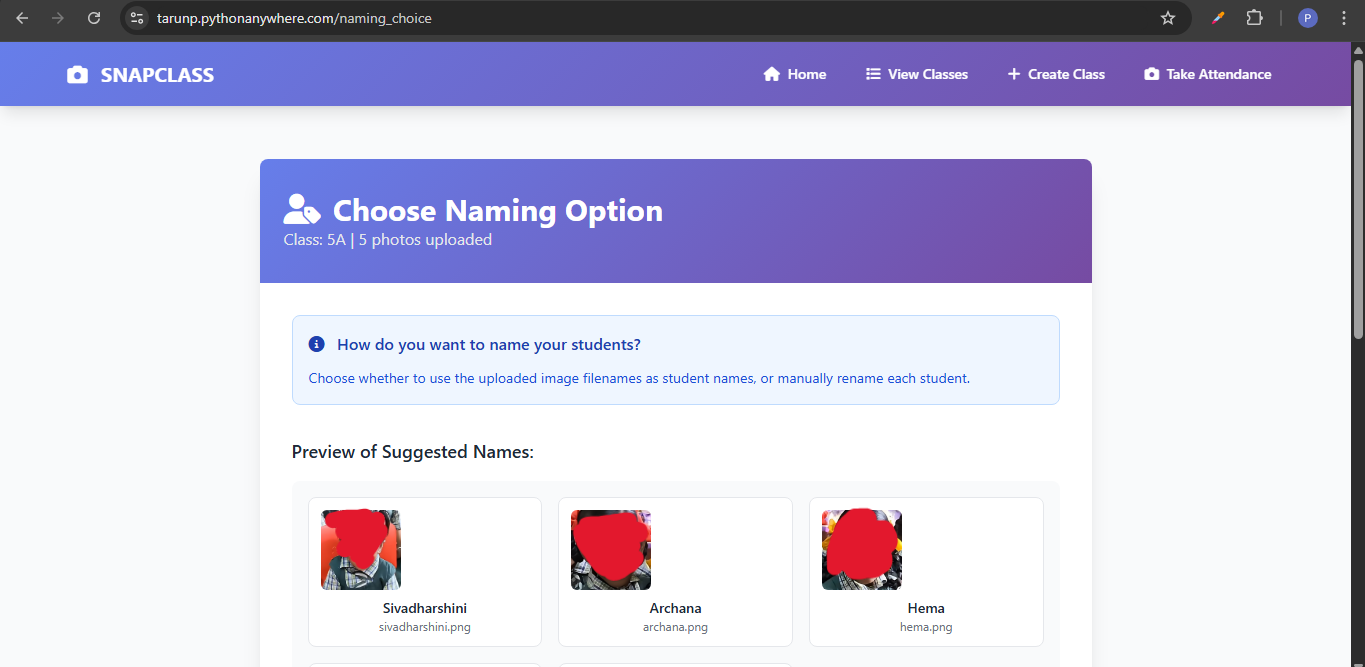 tarunp.pythonanywhere.com/naming_choice
P
SNAPCLASS
Home
View Classes
Create Class
Take Attendance
Choose Naming Option
Class: 5A | 5 photos uploaded
How do you want to name your students?
Choose whether to use the uploaded image filenames as student names, or manually rename each student.
Preview of Suggested Names:
Sivadharshini
sivadharshini.png
Archana
archana.png
Hema
hema.png